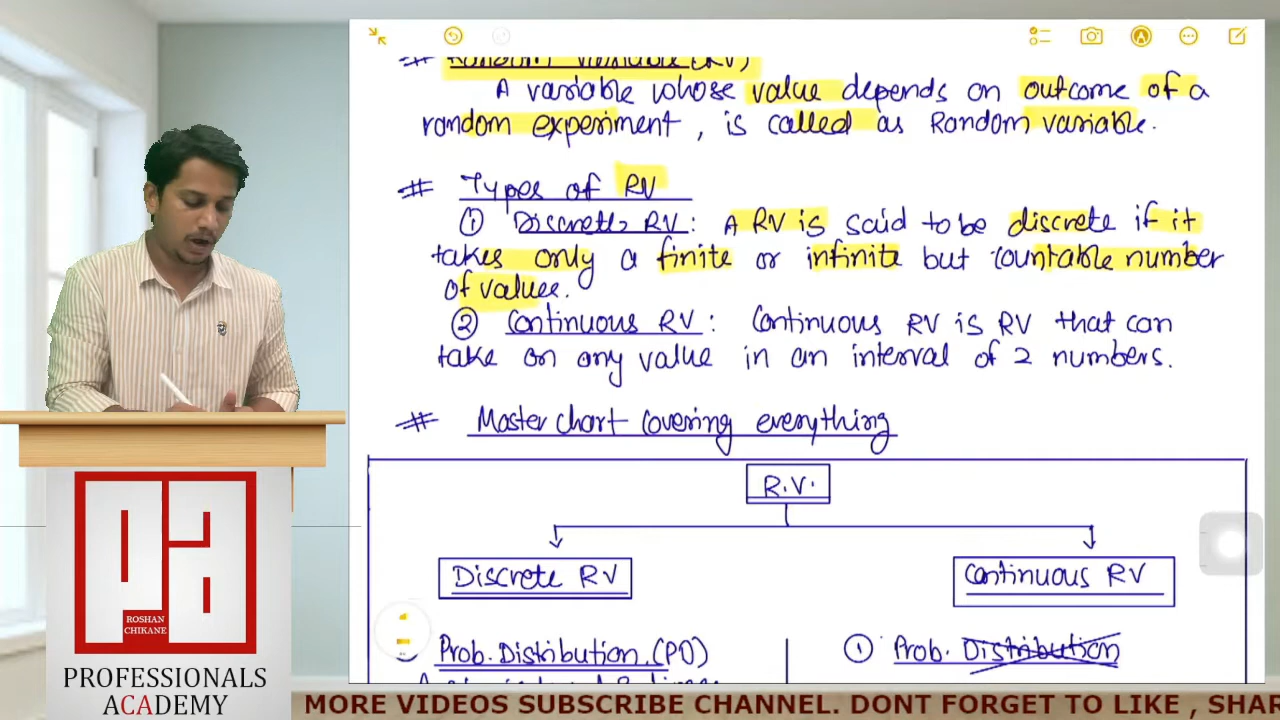 # Random Variable (RV)
A variable whose value depends on outcome of a
random experiment, is called as Random variable.
# Types of RV
① Discrete RV: A RV is said to be discrete if it
takes only a finite or infinite but countable number
of values.
② Continuous RV: Continuous RV is RV that can
take on any value in an interval of 2 numbers.
# Master chart covering everything
R.V.
Discrete RV
Continuous RV
Prob. Distribution (PD)
① Prob. Distribution
ROSHAN
CHIKANE
PROFESSIONALS
ACADEMY
MORE VIDEOS SUBSCRIBE CHANNEL. DONT FORGET TO LIKE , SHAR